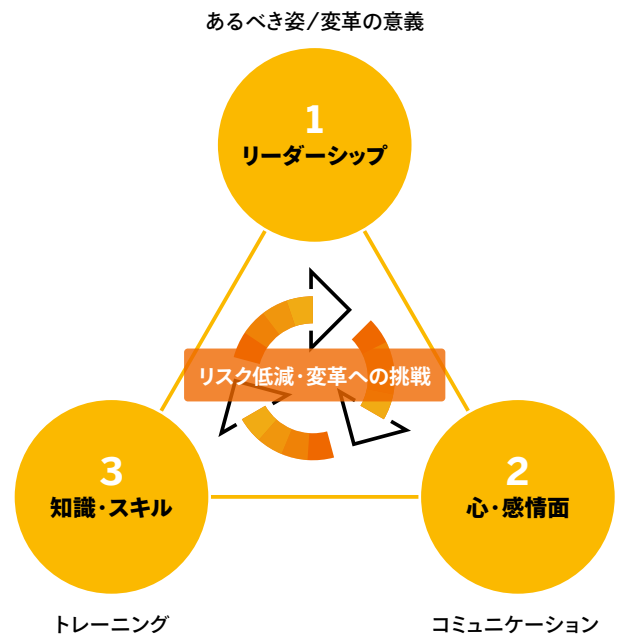 あるべき姿/変革の意義
1
リーダーシップ
リスク低減・変革への挑戦
3
知識・スキル
2
心・感情面
トレーニング
コミュニケーション